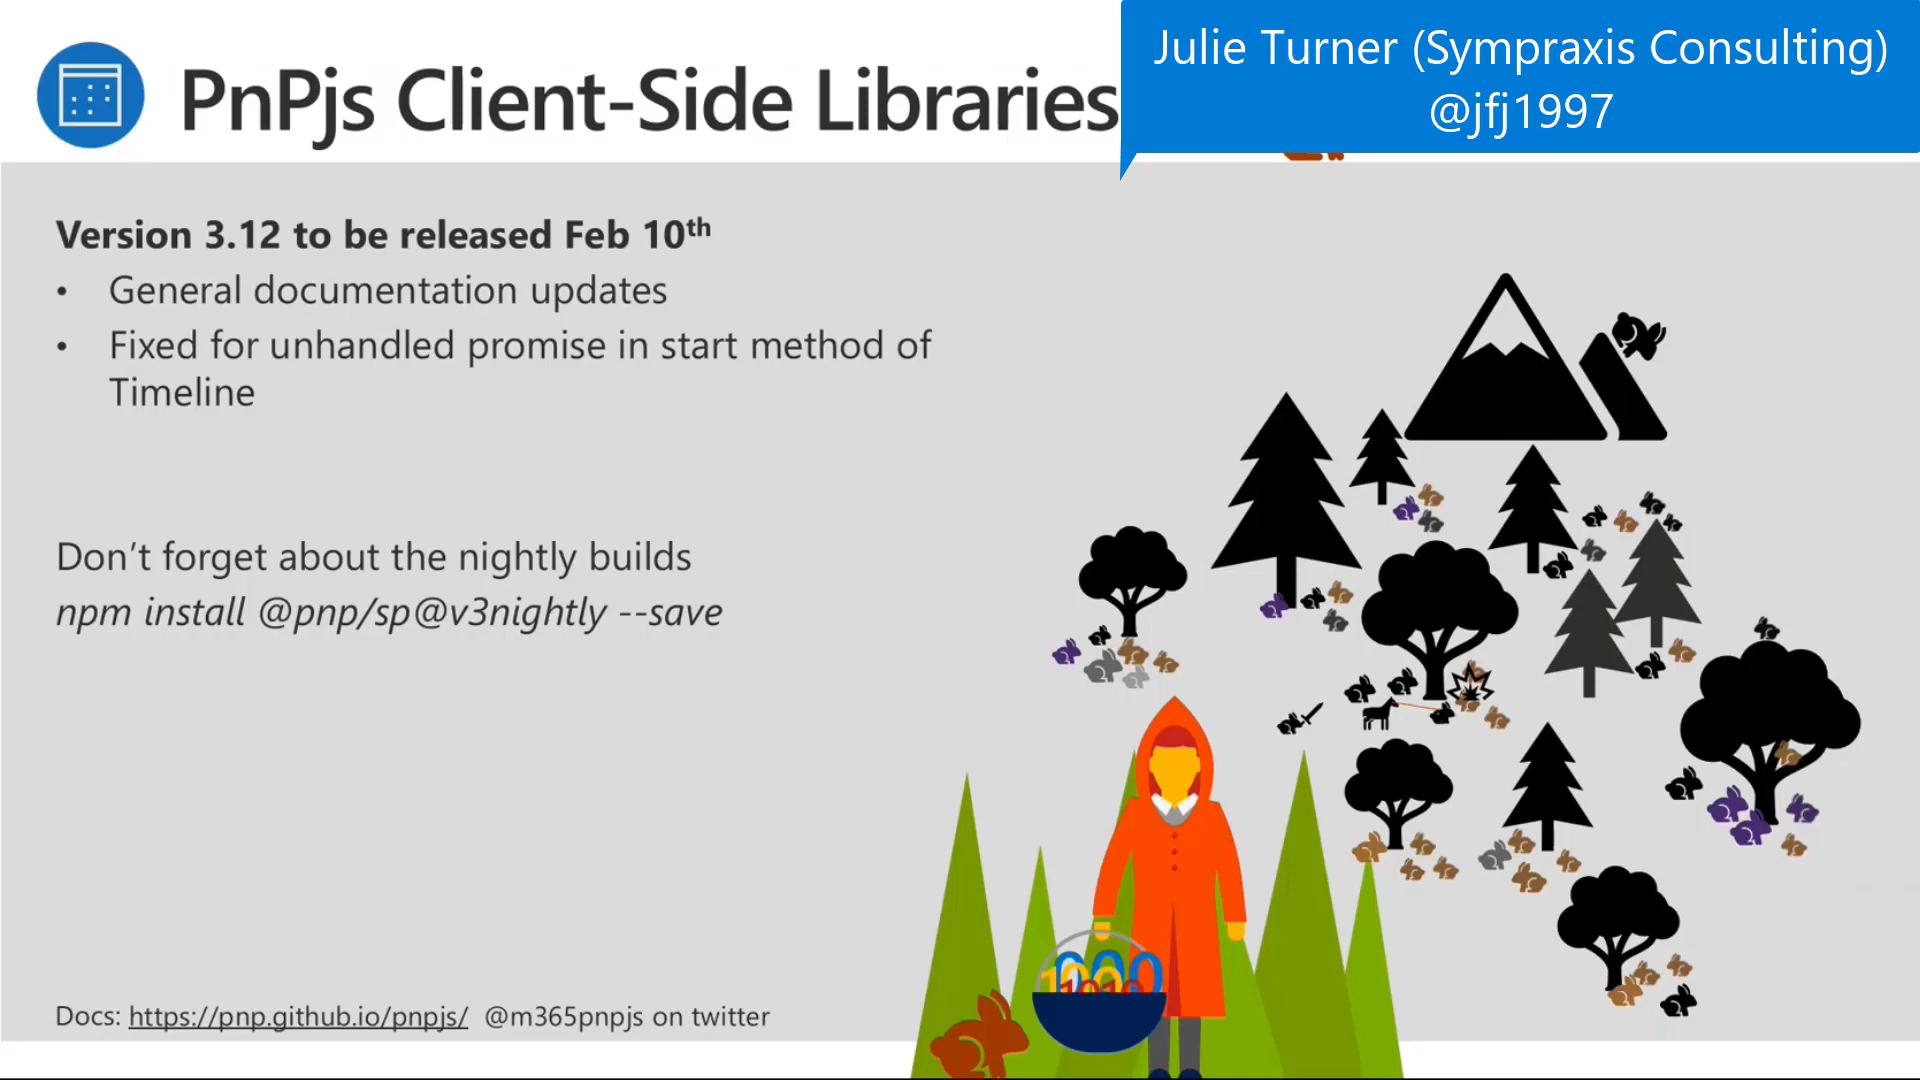 PnPjs Client-Side Libraries
Julie Turner (Sympraxis Consulting)
@jfj1997
Version 3.12 to be released Feb 10th
• General documentation updates
• Fixed for unhandled promise in start method of
Timeline
Don’t forget about the nightly builds
npm install @pnp/sp@v3nightly --save
Docs: https://pnp.github.io/pnpjs/ @m365pnpjs on twitter